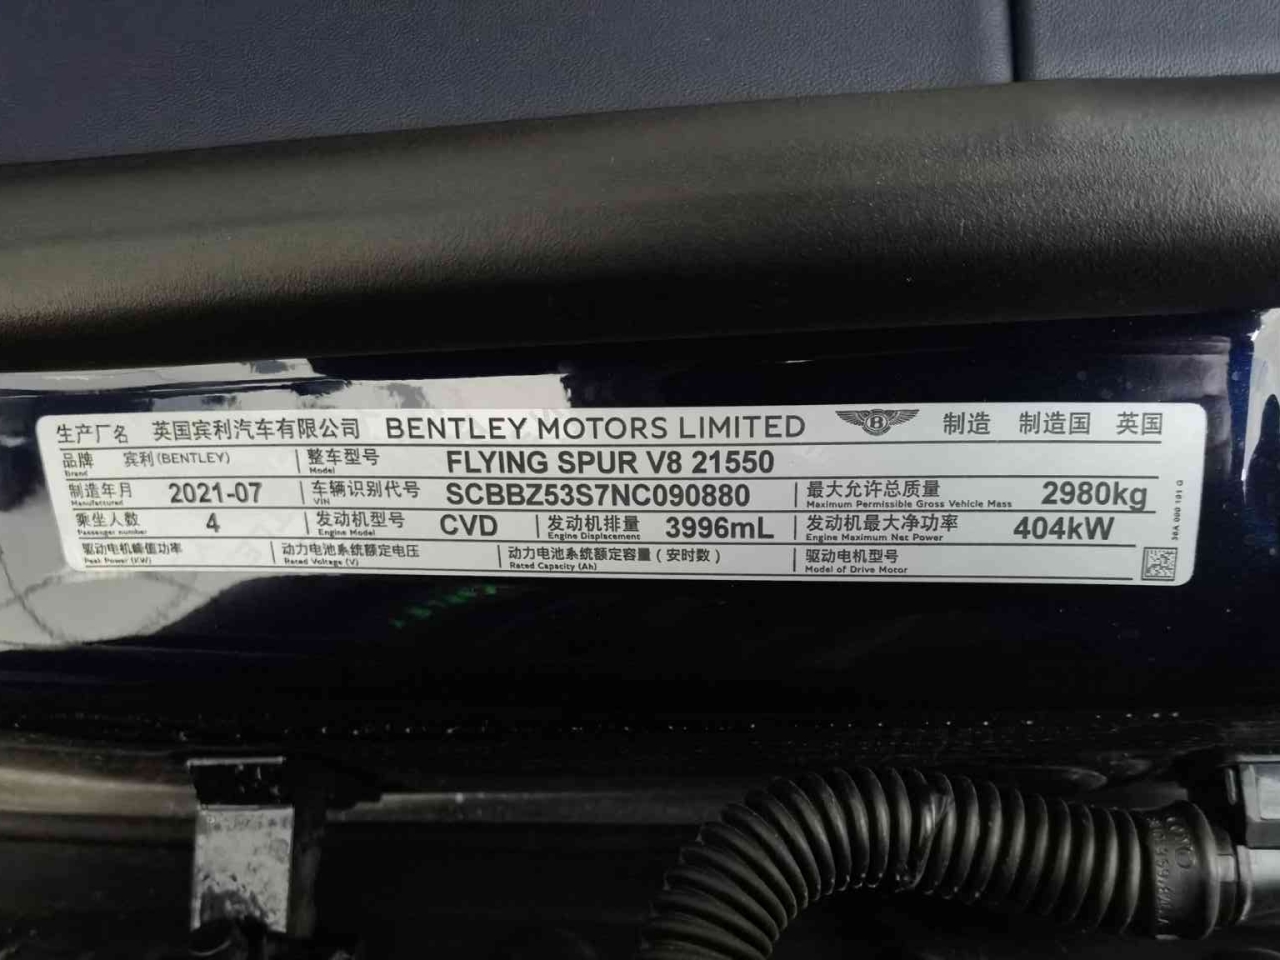 生产厂名 英国宾利汽车有限公司 BENTLEY MOTORS LIMITED B 制造 制造国 英国
品牌 宾利(BENTLEY) 整车型号 FLYING SPUR V8 21550
Brand Model
制造年月 2021-07 车辆识别代号 SCBBZ53S7NC090880 最大允许总质量 2980kg
Manufactured VIN Maximum Permissible Gross Vehicle Mass
乘坐人数 4 发动机型号 CVD 发动机排量 3996mL 发动机最大净功率 404kW
Passenger number Engine Model Engine Displacement Engine Maximum Net Power
驱动电机峰值功率 动力电池系统额定电压 动力电池系统额定容量(安时数) 驱动电机型号
Peak Power (KW) Rated Voltage (V) Rated Capacity (Ah) Model of Drive Motor